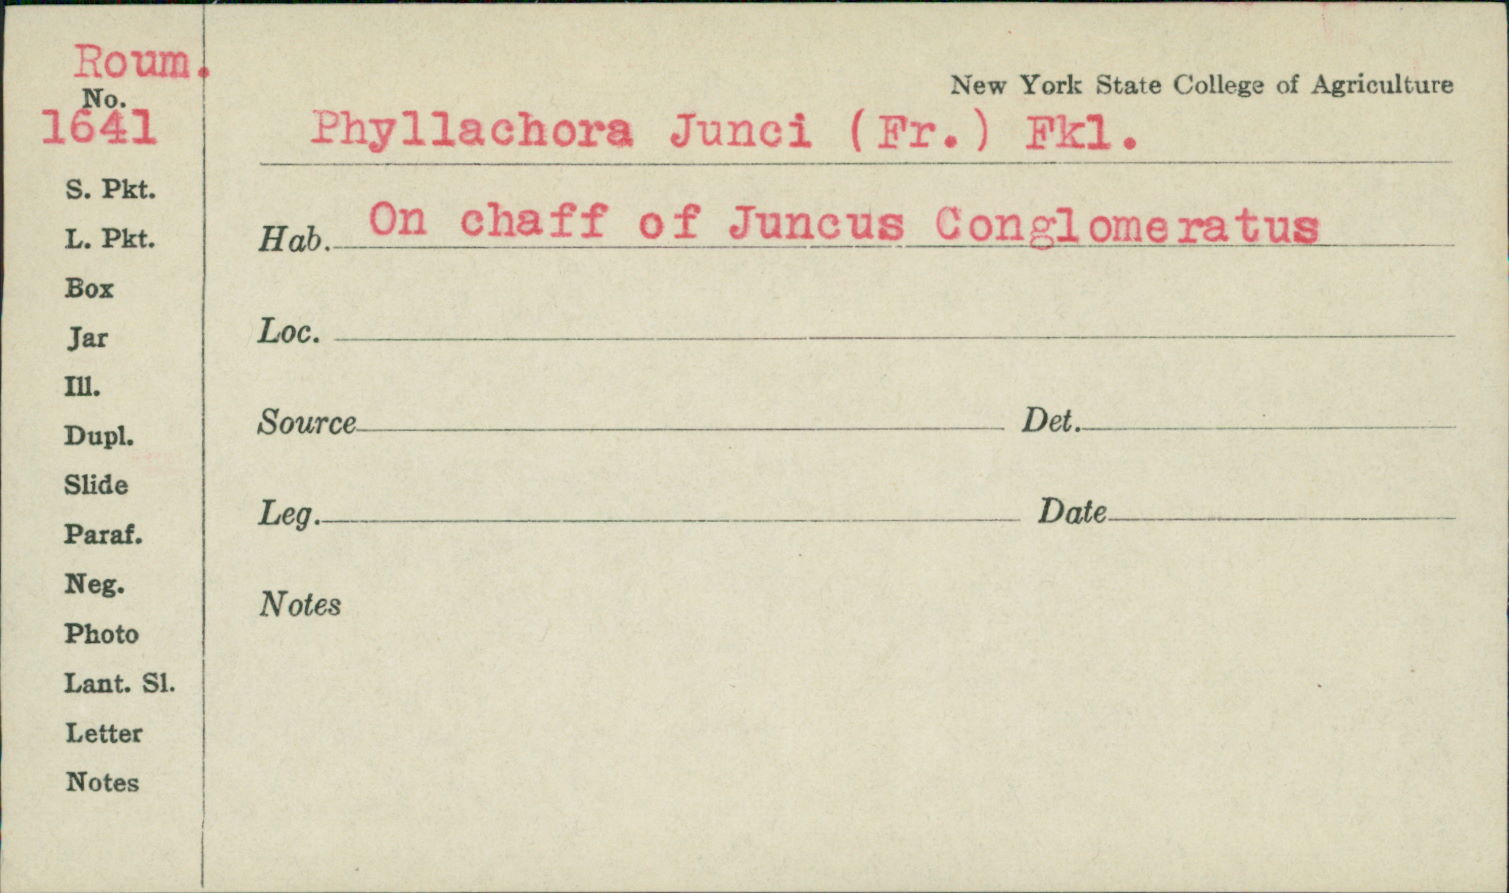 Roum.
No.
1641
S. Pkt.
L. Pkt.
Box
Jar
Ill.
Dupl.
Slide
Paraf.
Neg.
Photo
Lant. Sl.
Letter
Notes
New York State College of Agriculture
Phyllachora Junci (Fr.) Fkl.
Hab. On chaff of Juncus Conglomeratus
Loc.
Source Det.
Leg. Date
Notes